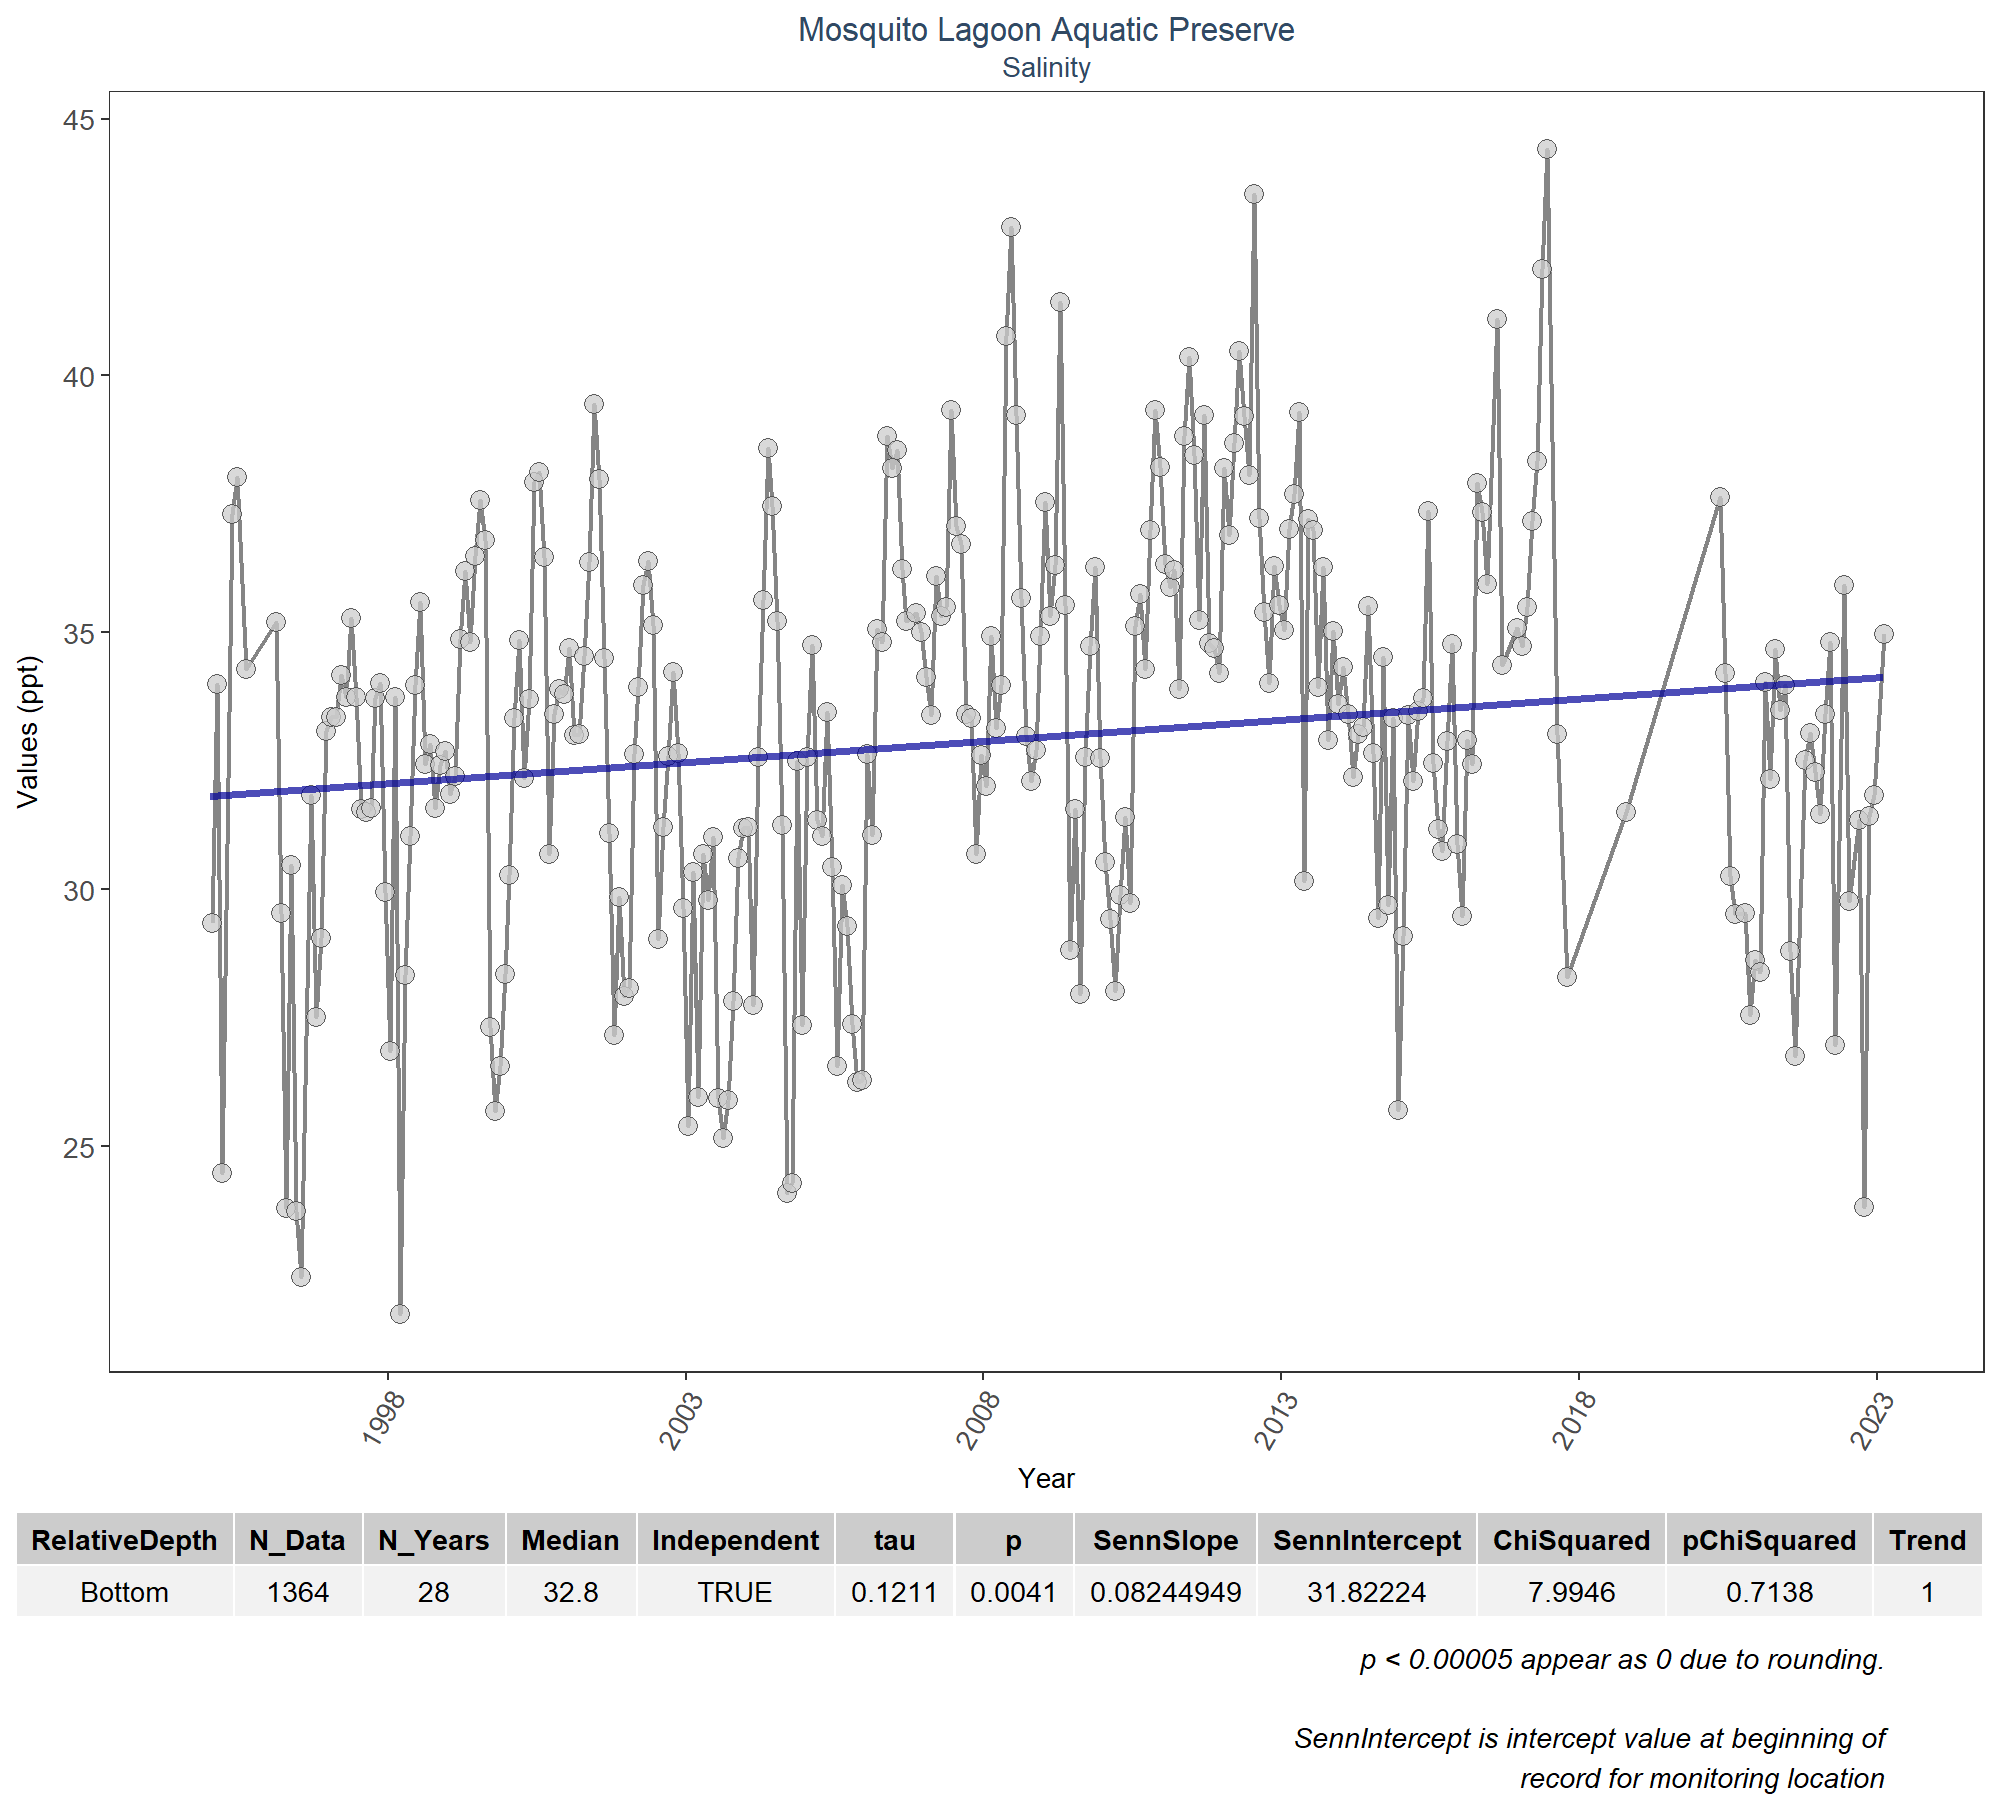 Mosquito Lagoon Aquatic Preserve
Salinity
45
40
35
30
25
Values (ppt)
1998
2003
2008
2013
2018
2023
Year
RelativeDepth N_Data N_Years Median Independent tau p SennSlope SennIntercept ChiSquared pChiSquared Trend
Bottom 1364 28 32.8 TRUE 0.1211 0.0041 0.08244949 31.82224 7.9946 0.7138 1
p < 0.00005 appear as 0 due to rounding.
SennIntercept is intercept value at beginning of
record for monitoring location